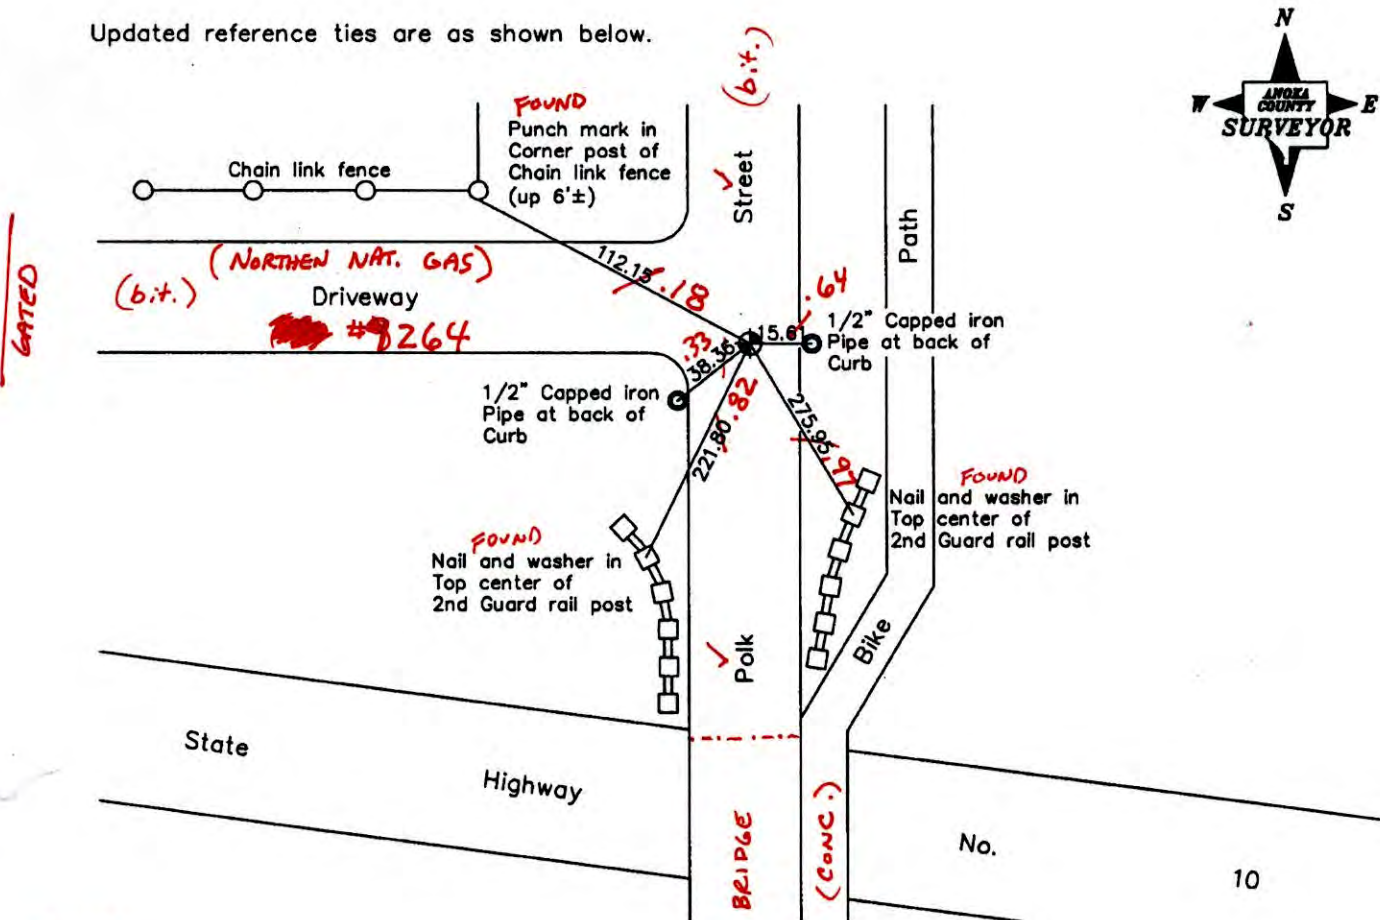 Updated reference ties are as shown below.
N
W
ANOKA
COUNTY
E
SURVEYOR
S
(bit.)
FOUND
Punch mark in
Corner post of
Chain link fence
(up 6'±)
Chain link fence
Street
Path
GATED
(NORTHEN NAT. GAS)
(bit.)
Driveway
#8264
112.15
.18
.64
15.61
1/2" Capped iron
Pipe at back of
Curb
.33
38.36
1/2" Capped iron
Pipe at back of
Curb
.82
221.80
275.95
.97
FOUND
Nail and washer in
Top center of
2nd Guard rail post
FOUND
Nail and washer in
Top center of
2nd Guard rail post
Polk
Bike
State
Highway
BRIDGE
(CONC.)
No.
10